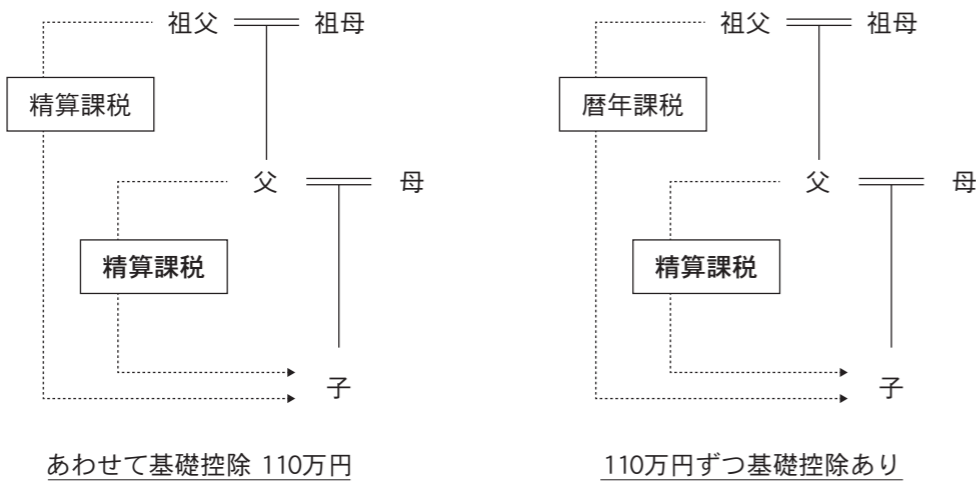 祖父 祖母
精算課税
父 母
精算課税
子
あわせて基礎控除 110万円
祖父 祖母
暦年課税
父 母
精算課税
子
110万円ずつ基礎控除あり